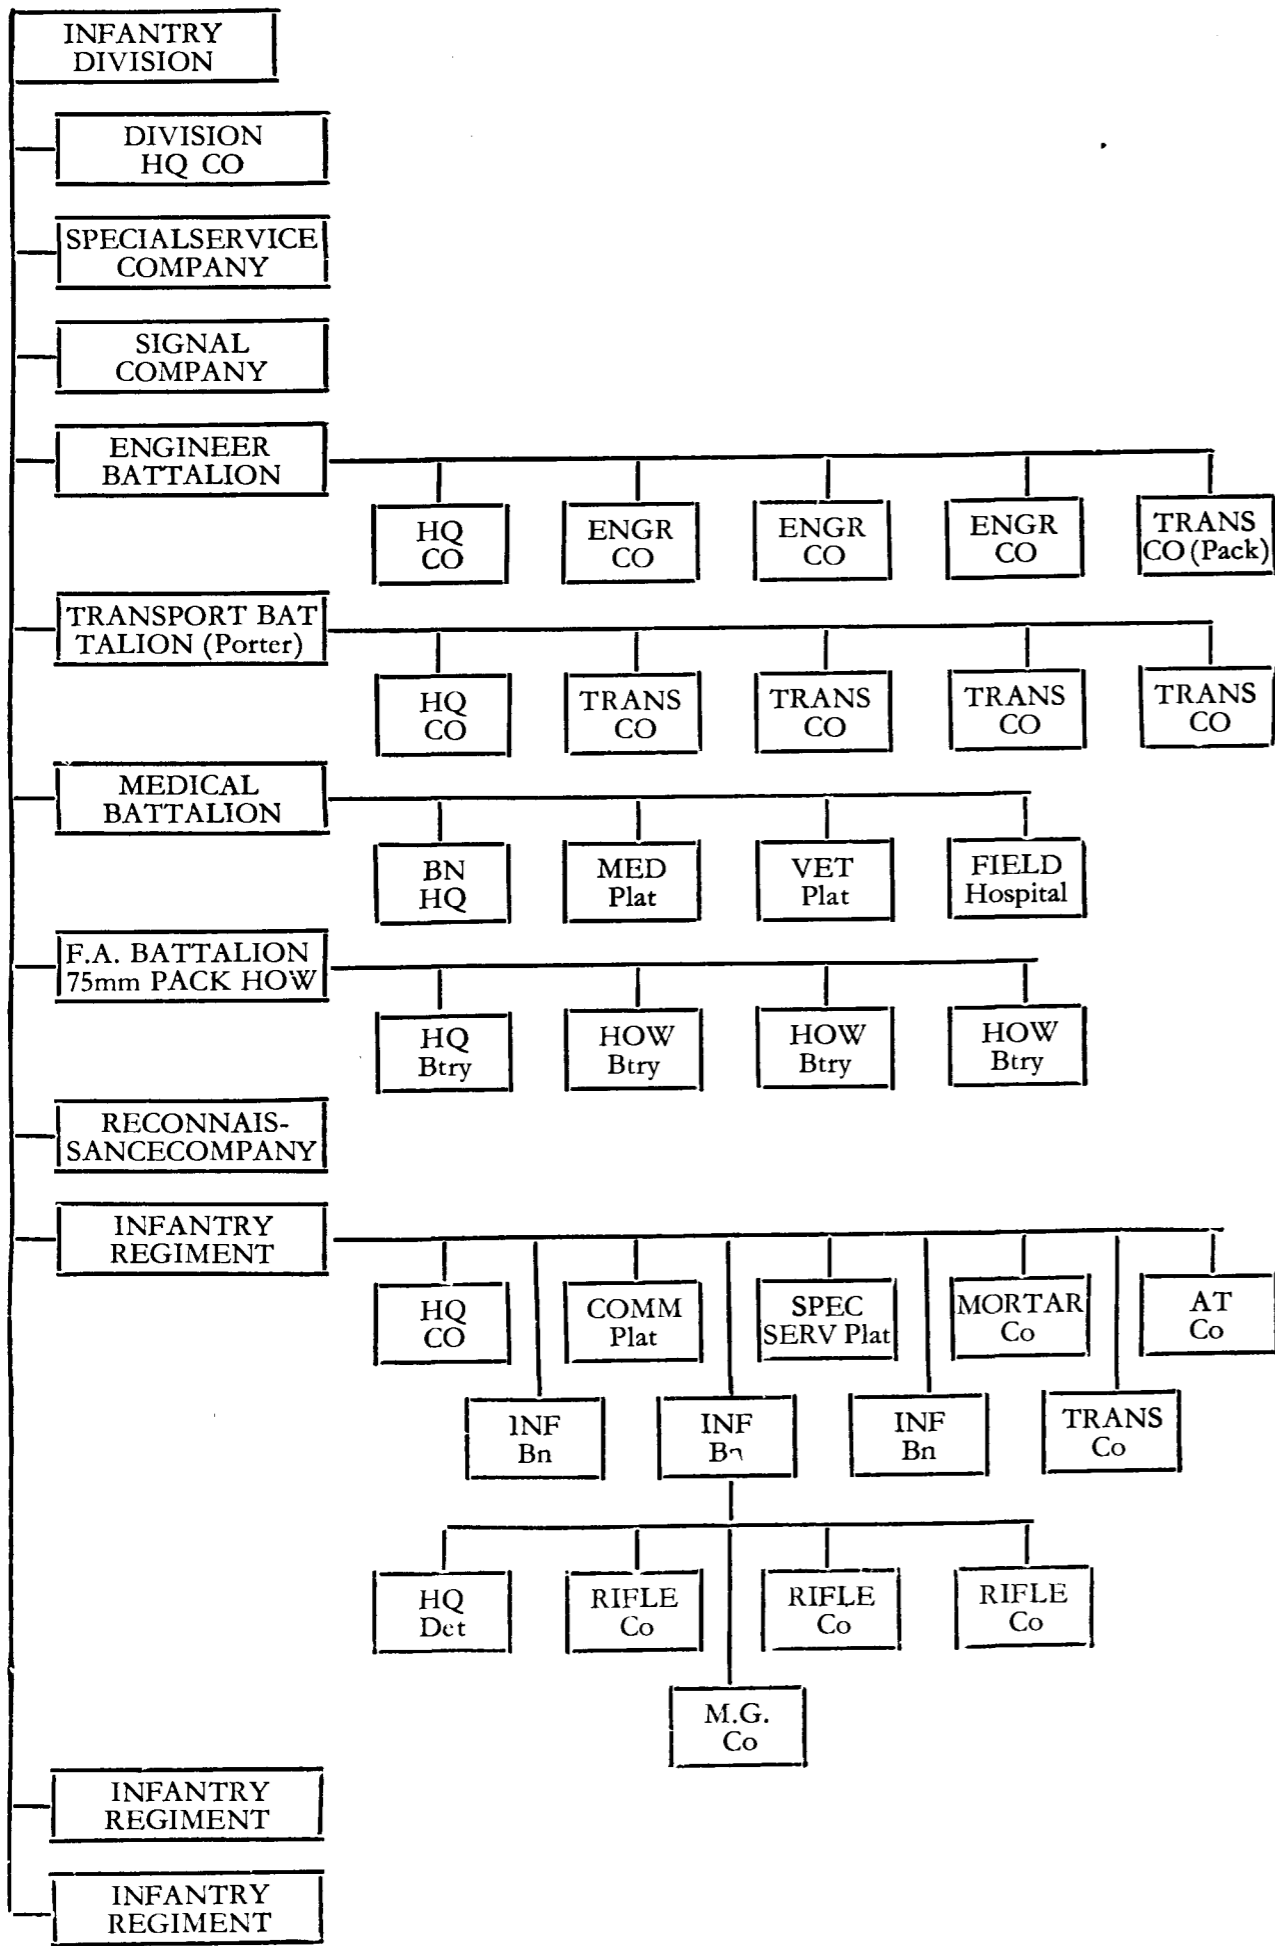 INFANTRY
DIVISION
DIVISION
HQ CO
SPECIALSERVICE
COMPANY
SIGNAL
COMPANY
ENGINEER
BATTALION
HQ
CO
ENGR
CO
ENGR
CO
ENGR
CO
TRANS
CO (Pack)
TRANSPORT BAT
TALION (Porter)
HQ
CO
TRANS
CO
TRANS
CO
TRANS
CO
TRANS
CO
MEDICAL
BATTALION
BN
HQ
MED
Plat
VET
Plat
FIELD
Hospital
F.A. BATTALION
75mm PACK HOW
HQ
Btry
HOW
Btry
HOW
Btry
HOW
Btry
RECONNAIS-
SANCECOMPANY
INFANTRY
REGIMENT
HQ
CO
COMM
Plat
SPEC
SERV Plat
MORTAR
Co
AT
Co
INF
Bn
INF
Bn
INF
Bn
TRANS
Co
HQ
Det
RIFLE
Co
RIFLE
Co
RIFLE
Co
M.G.
Co
INFANTRY
REGIMENT
INFANTRY
REGIMENT